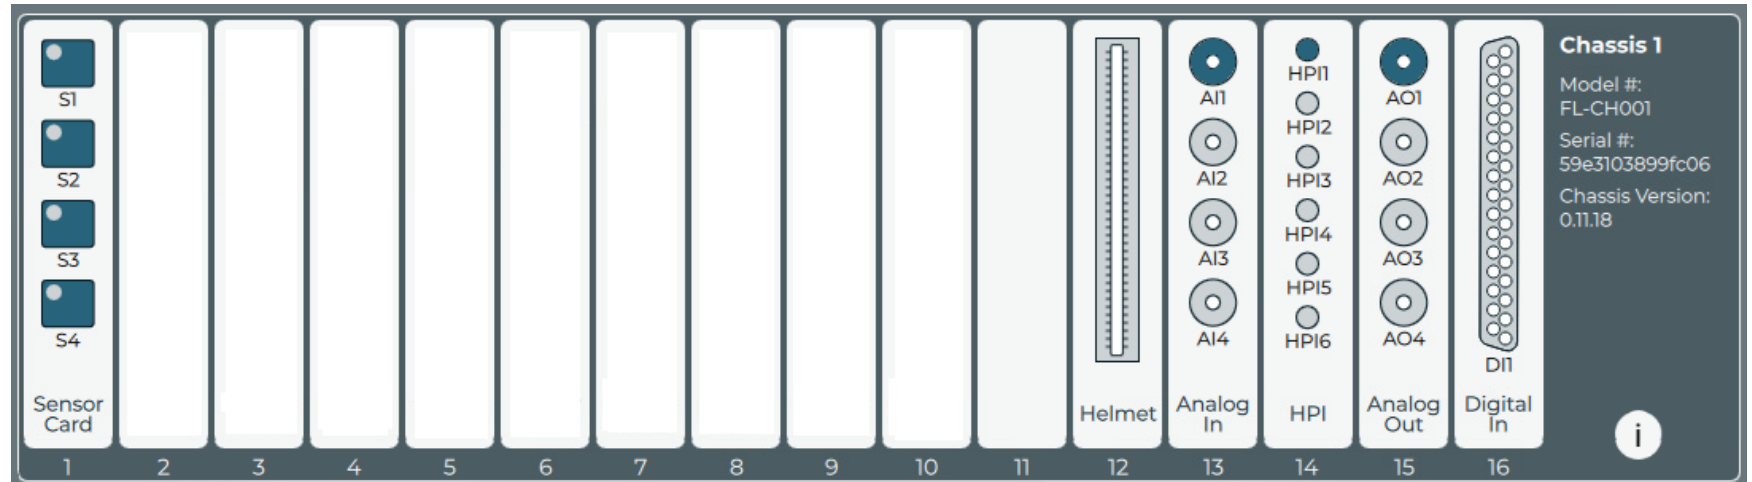 S1
S2
S3
S4
Sensor
Card
Helmet
AI1
AI2
AI3
AI4
Analog
In
HPI1
HPI2
HPI3
HPI4
HPI5
HPI6
HPI
AO1
AO2
AO3
AO4
Analog
Out
DI1
Digital
In
1 2 3 4 5 6 7 8 9 10 11 12 13 14 15 16
Chassis 1
Model #:
FL-CH001
Serial #:
59e3103899fc06
Chassis Version:
0.11.18
i